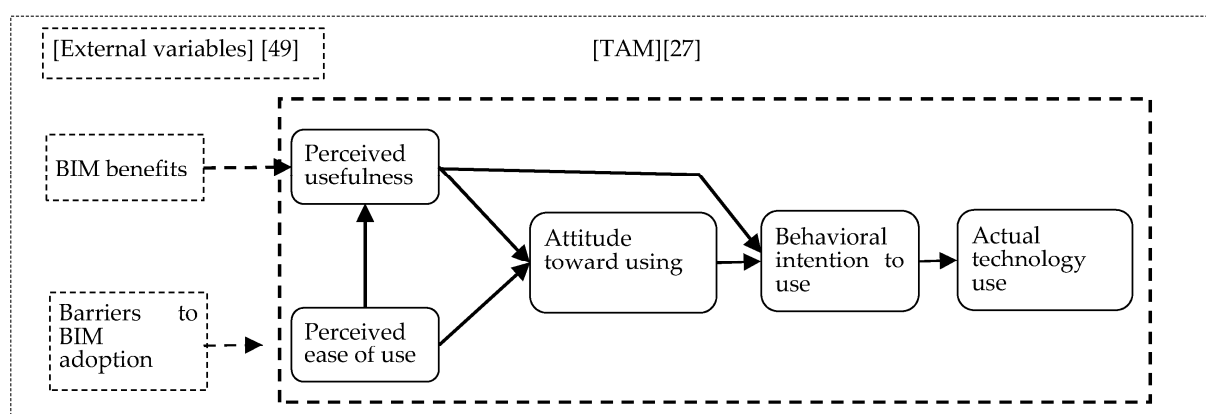 [External variables] [49]
[TAM][27]
BIM benefits
Perceived
usefulness
Attitude
toward using
Behavioral
intention to
use
Actual
technology
use
Barriers to
BIM
adoption
Perceived
ease of use